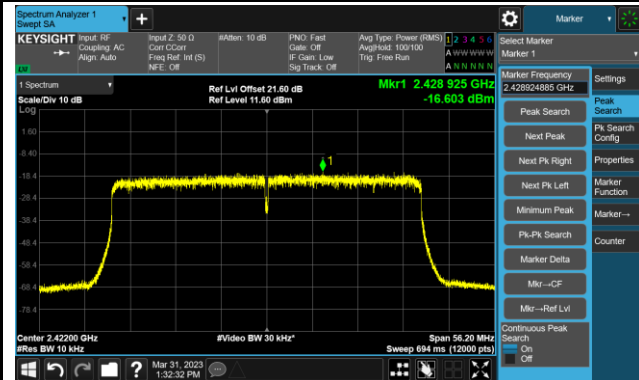 Spectrum Analyzer 1
Swept SA
Marker
KEYSIGHT
Input: RF
Coupling: AC
Align: Auto
Input Z: 50 Ω
Corr CCorr
Freq Ref: Int (S)
NFE: Off
#Atten: 10 dB
PNO: Fast
Gate: Off
IF Gain: Low
Sig Track: Off
Avg Type: Power (RMS)
Avg|Hold: 100/100
Trig: Free Run
1 2 3 4 5 6
A W W W W W
A N N N N N
Select Marker
Marker 1
1 Spectrum
Scale/Div 10 dB
Log
Ref Lvl Offset 21.60 dB
Ref Level 11.60 dBm
Mkr1 2.428 925 GHz
-16.603 dBm
1.60
-8.40
-18.4
-28.4
-38.4
-48.4
-58.4
-68.4
-78.4
1
Center 2.42200 GHz
#Res BW 10 kHz
#Video BW 30 kHz*
Span 56.20 MHz
Sweep 694 ms (12000 pts)
Marker Frequency
2.428924885 GHz
Peak Search
Next Peak
Next Pk Right
Next Pk Left
Minimum Peak
Pk-Pk Search
Marker Delta
Mkr→CF
Mkr→Ref Lvl
Continuous Peak
Search
On
Off
Settings
Peak
Search
Pk Search
Config
Properties
Marker
Function
Marker→
Counter
Mar 31, 2023
1:32:32 PM